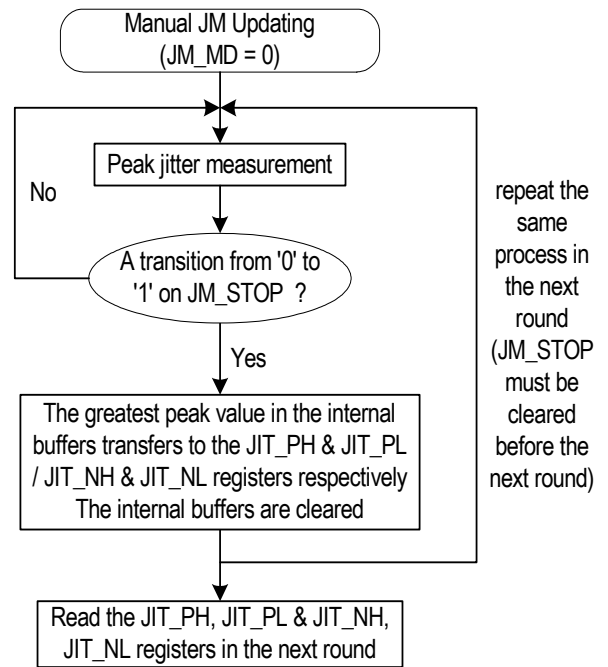 Manual JM Updating
(JM_MD = 0)
Peak jitter measurement
No
A transition from '0' to
'1' on JM_STOP ?
Yes
The greatest peak value in the internal
buffers transfers to the JIT_PH & JIT_PL
/ JIT_NH & JIT_NL registers respectively
The internal buffers are cleared
repeat the
same
process in
the next
round
(JM_STOP
must be
cleared
before the
next round)
Read the JIT_PH, JIT_PL & JIT_NH,
JIT_NL registers in the next round